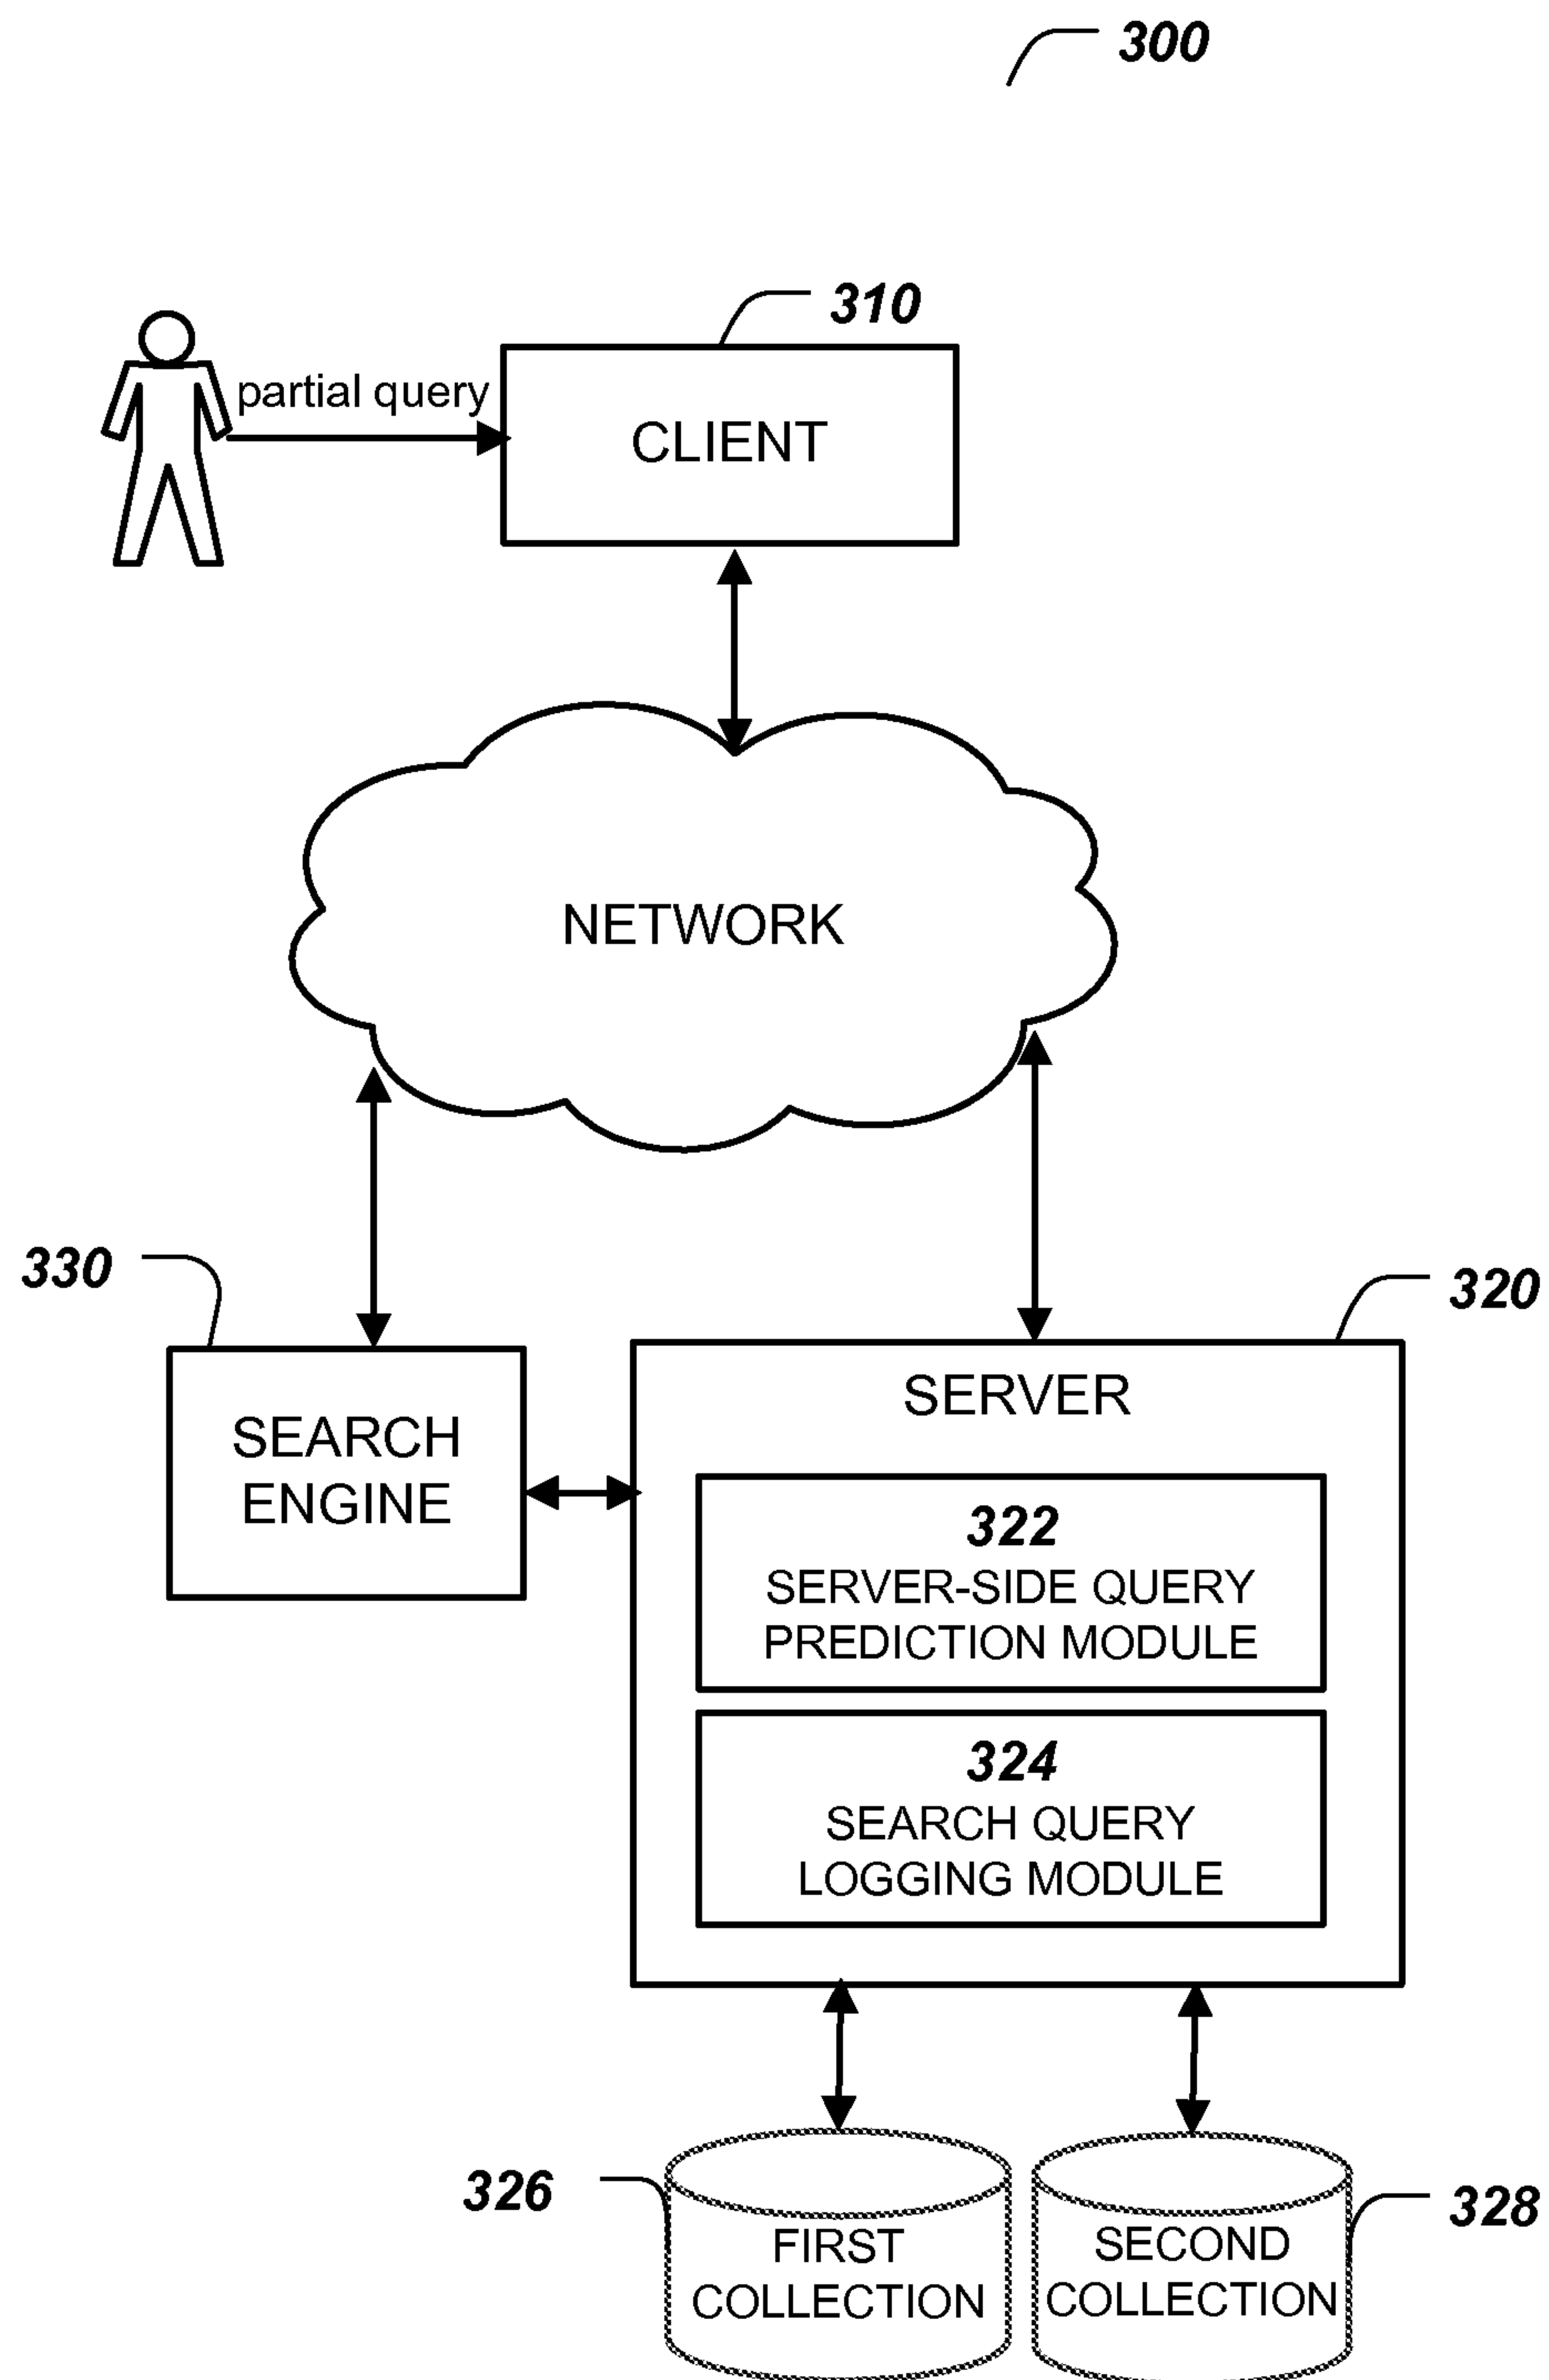 300
310
partial query
CLIENT
NETWORK
330
320
SERVER
SEARCH
ENGINE
322
SERVER-SIDE QUERY
PREDICTION MODULE
324
SEARCH QUERY
LOGGING MODULE
326
328
FIRST
COLLECTION
SECOND
COLLECTION